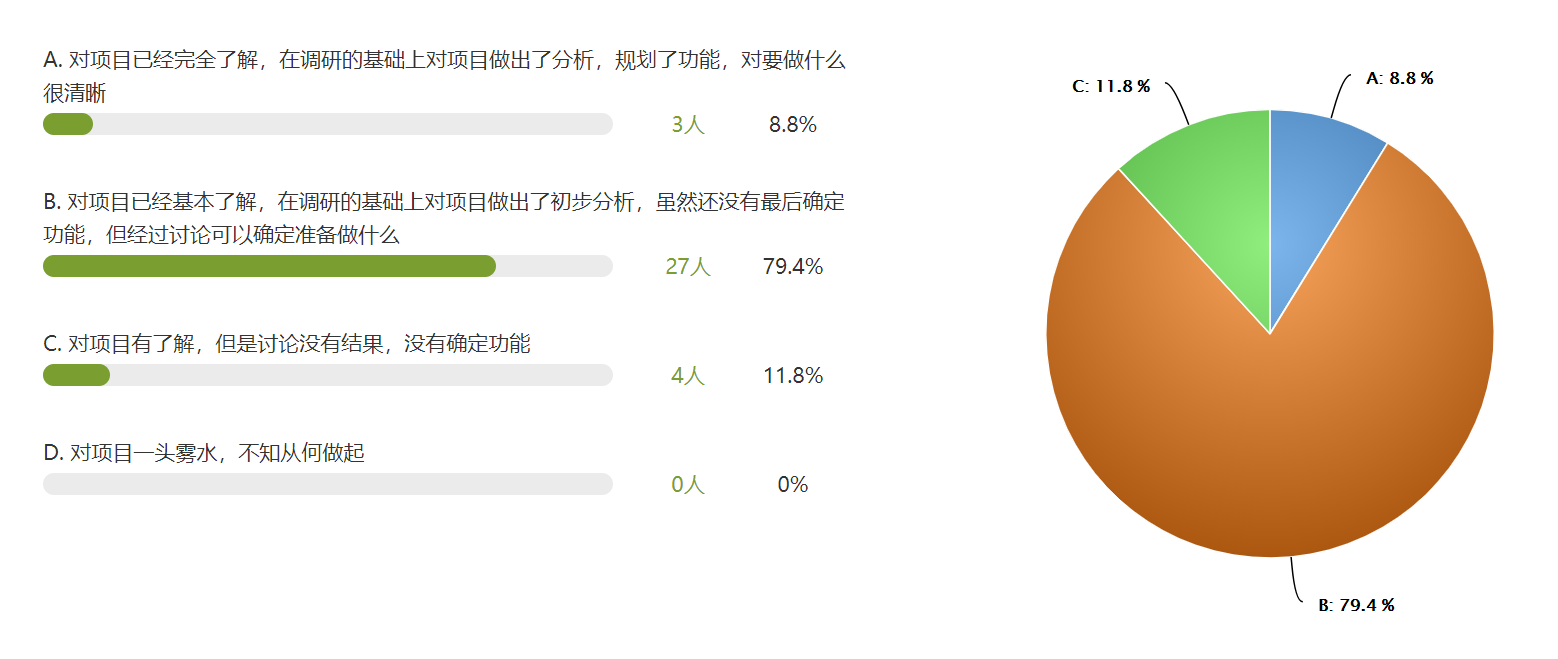 A. 对项目已经完全了解，在调研的基础上对项目做出了分析，规划了功能，对要做什么
很清晰
3人 8.8%
B. 对项目已经基本了解，在调研的基础上对项目做出了初步分析，虽然还没有最后确定
功能，但经过讨论可以确定准备做什么
27人 79.4%
C. 对项目有了解，但是讨论没有结果，没有确定功能
4人 11.8%
D. 对项目一头雾水，不知从何做起
0人 0%
C: 11.8 %
A: 8.8 %
B: 79.4 %